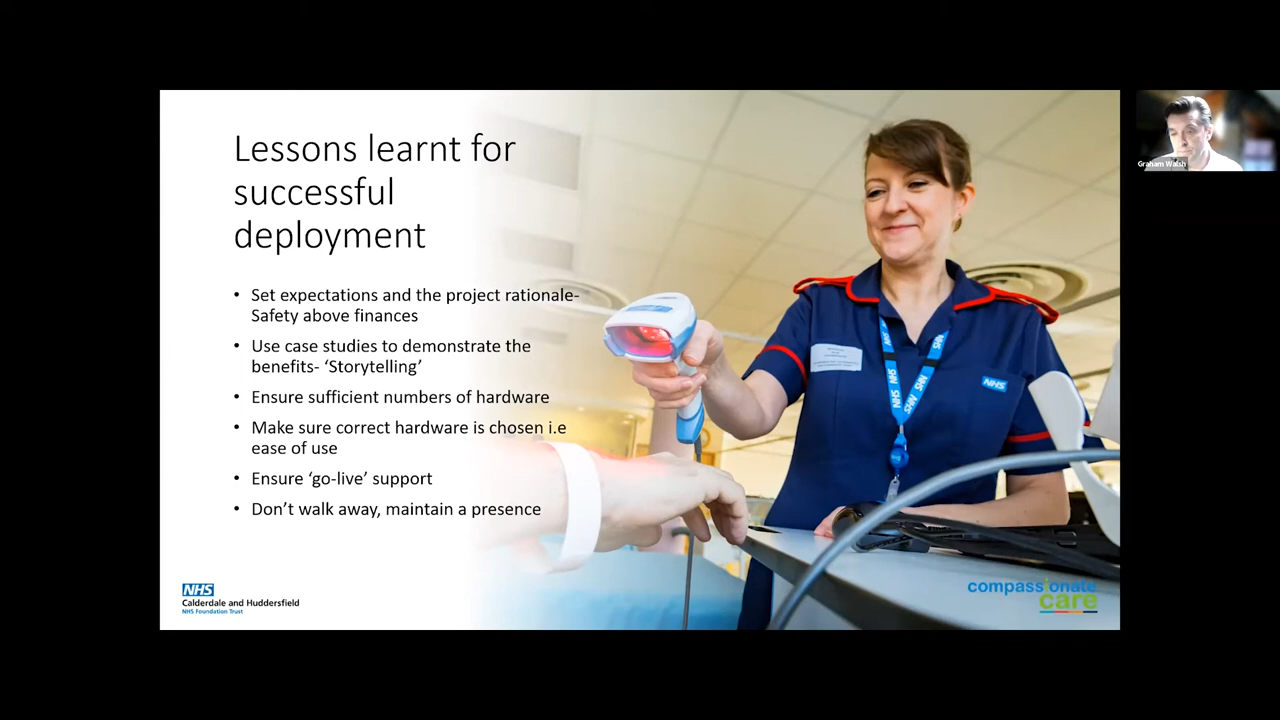 Lessons learnt for
successful
deployment
• Set expectations and the project rationale-
Safety above finances
• Use case studies to demonstrate the
benefits- ‘Storytelling’
• Ensure sufficient numbers of hardware
• Make sure correct hardware is chosen i.e
ease of use
• Ensure ‘go-live’ support
• Don’t walk away, maintain a presence
NHS
Calderdale and Huddersfield
NHS Foundation Trust
NHS
NHS
NHS
NHS
NHS
compassionate
care
Graham Walsh